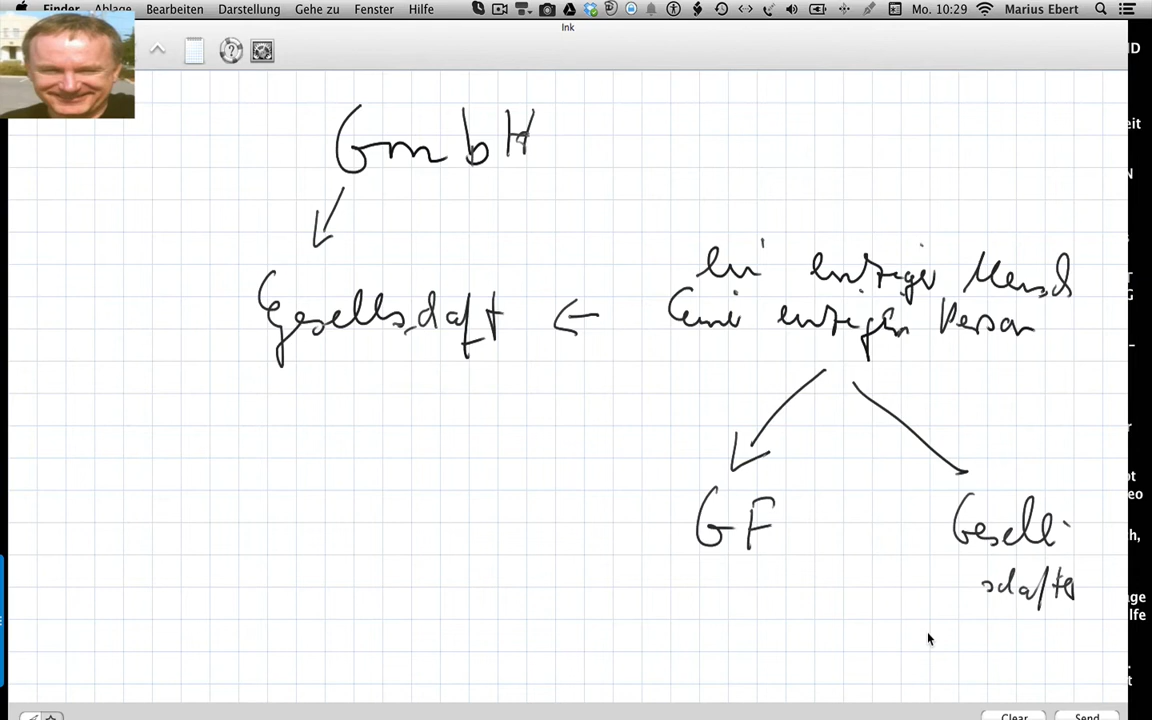 Finder Ablage Bearbeiten Darstellung Gehe zu Fenster Hilfe Mo. 10:29 Marius Ebert
Ink
GmbH
Gesellschaft ← ein einziger Mensch
(eine einzige Person
GF
Gesell-
schafter
Clear Send